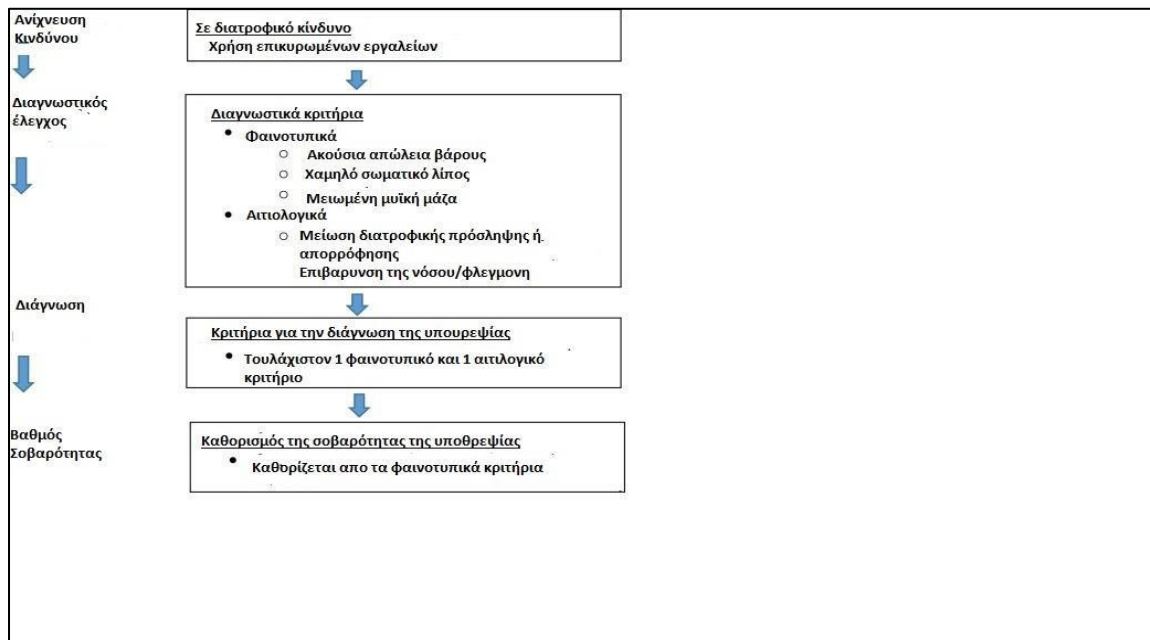 Ανίχνευση
Κινδύνου
Σε διατροφικό κίνδυνο
Χρήση επικυρωμένων εργαλείων
Διαγνωστικός
έλεγχος
Διαγνωστικά κριτήρια
• Φαινοτυπικά
○ Ακούσια απώλεια βάρους
○ Χαμηλό σωματικό λίπος
○ Μειωμένη μυϊκή μάζα
• Αιτιολογικά
○ Μείωση διατροφικής πρόσληψης ή
απορρόφησης
Επιβαρυνση της νόσου/φλεγμονη
Διάγνωση
Κριτήρια για την διάγνωση της υπουρεψίας
• Τουλάχιστον 1 φαινοτυπικό και 1 αιτιλογικό
κριτήριο
Βαθμός
Σοβαρότητας
Καθορισμός της σοβαρότητας της υποθρεψίας
• Καθορίζεται απο τα φαινοτυπικά κριτήρια